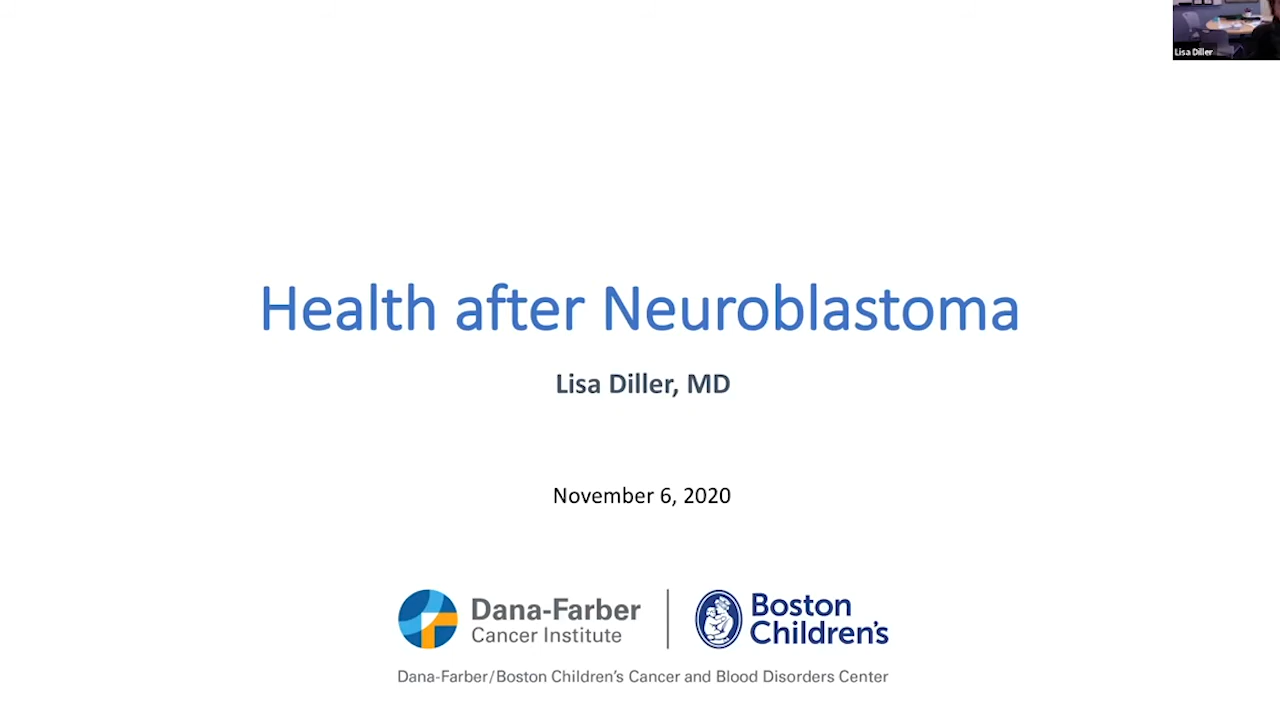 Lisa Diller
Health after Neuroblastoma
Lisa Diller, MD
November 6, 2020
Dana-Farber
Cancer Institute
Boston
Children's
Dana-Farber/Boston Children's Cancer and Blood Disorders Center